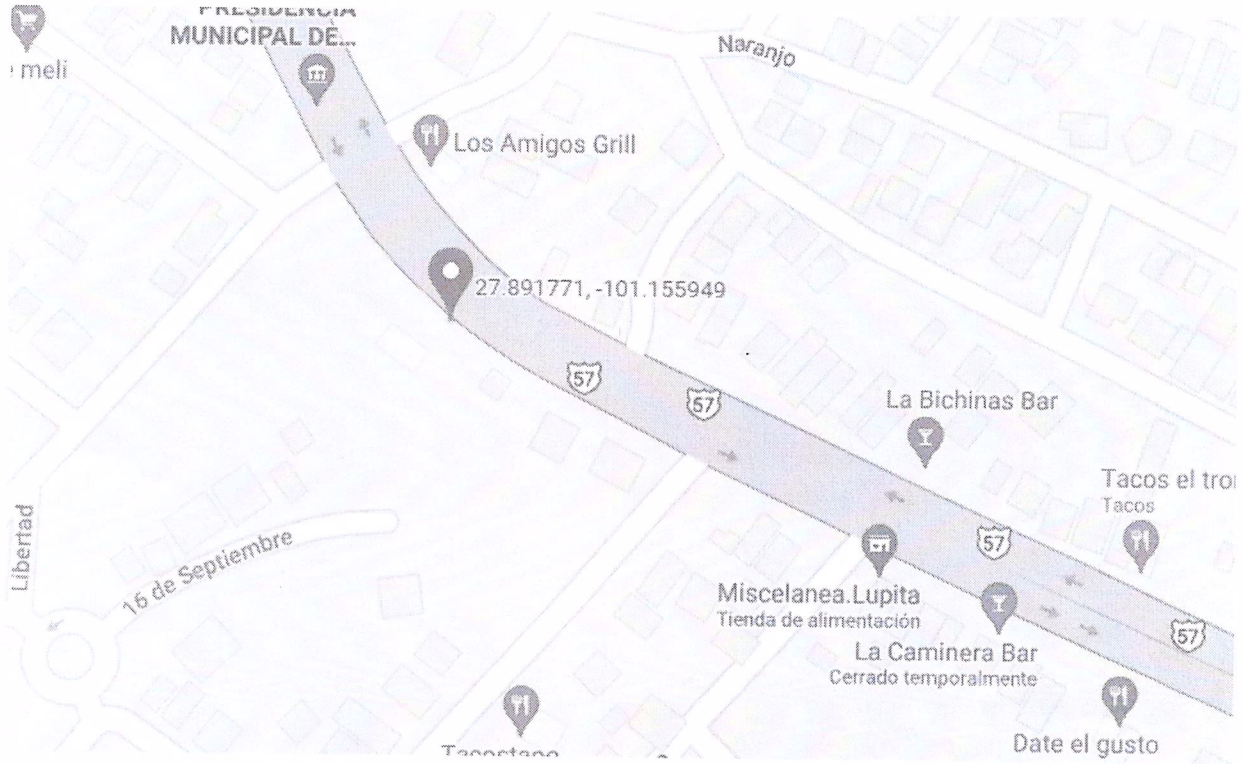 PRESIDENCIA
MUNICIPAL DE...
meli
Naranjo
Los Amigos Grill
27.891771, -101.155949
57
57
La Bichinas Bar
Tacos el
Tacos
57
Libertad
16 de Septiembre
Miscelanea.Lupita
Tienda de alimentación
57
La Caminera Bar
Cerrado temporalmente
Date el gusto